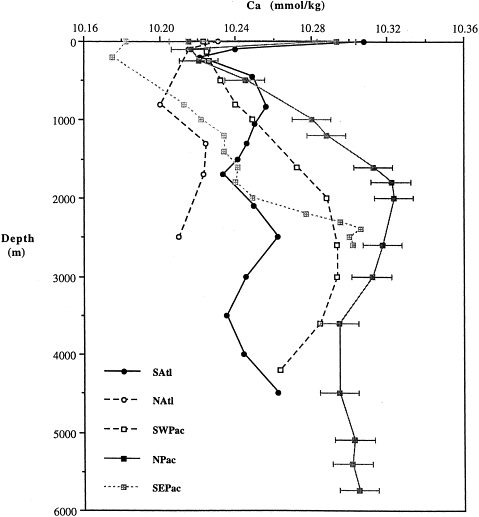 Ca (mmol/kg)
10.16 10.20 10.24 10.28 10.32 10.36
0
1000
2000
Depth
(m)
3000
4000
SAtl
NAtl
SWPac
5000
NPac
SEPac
6000